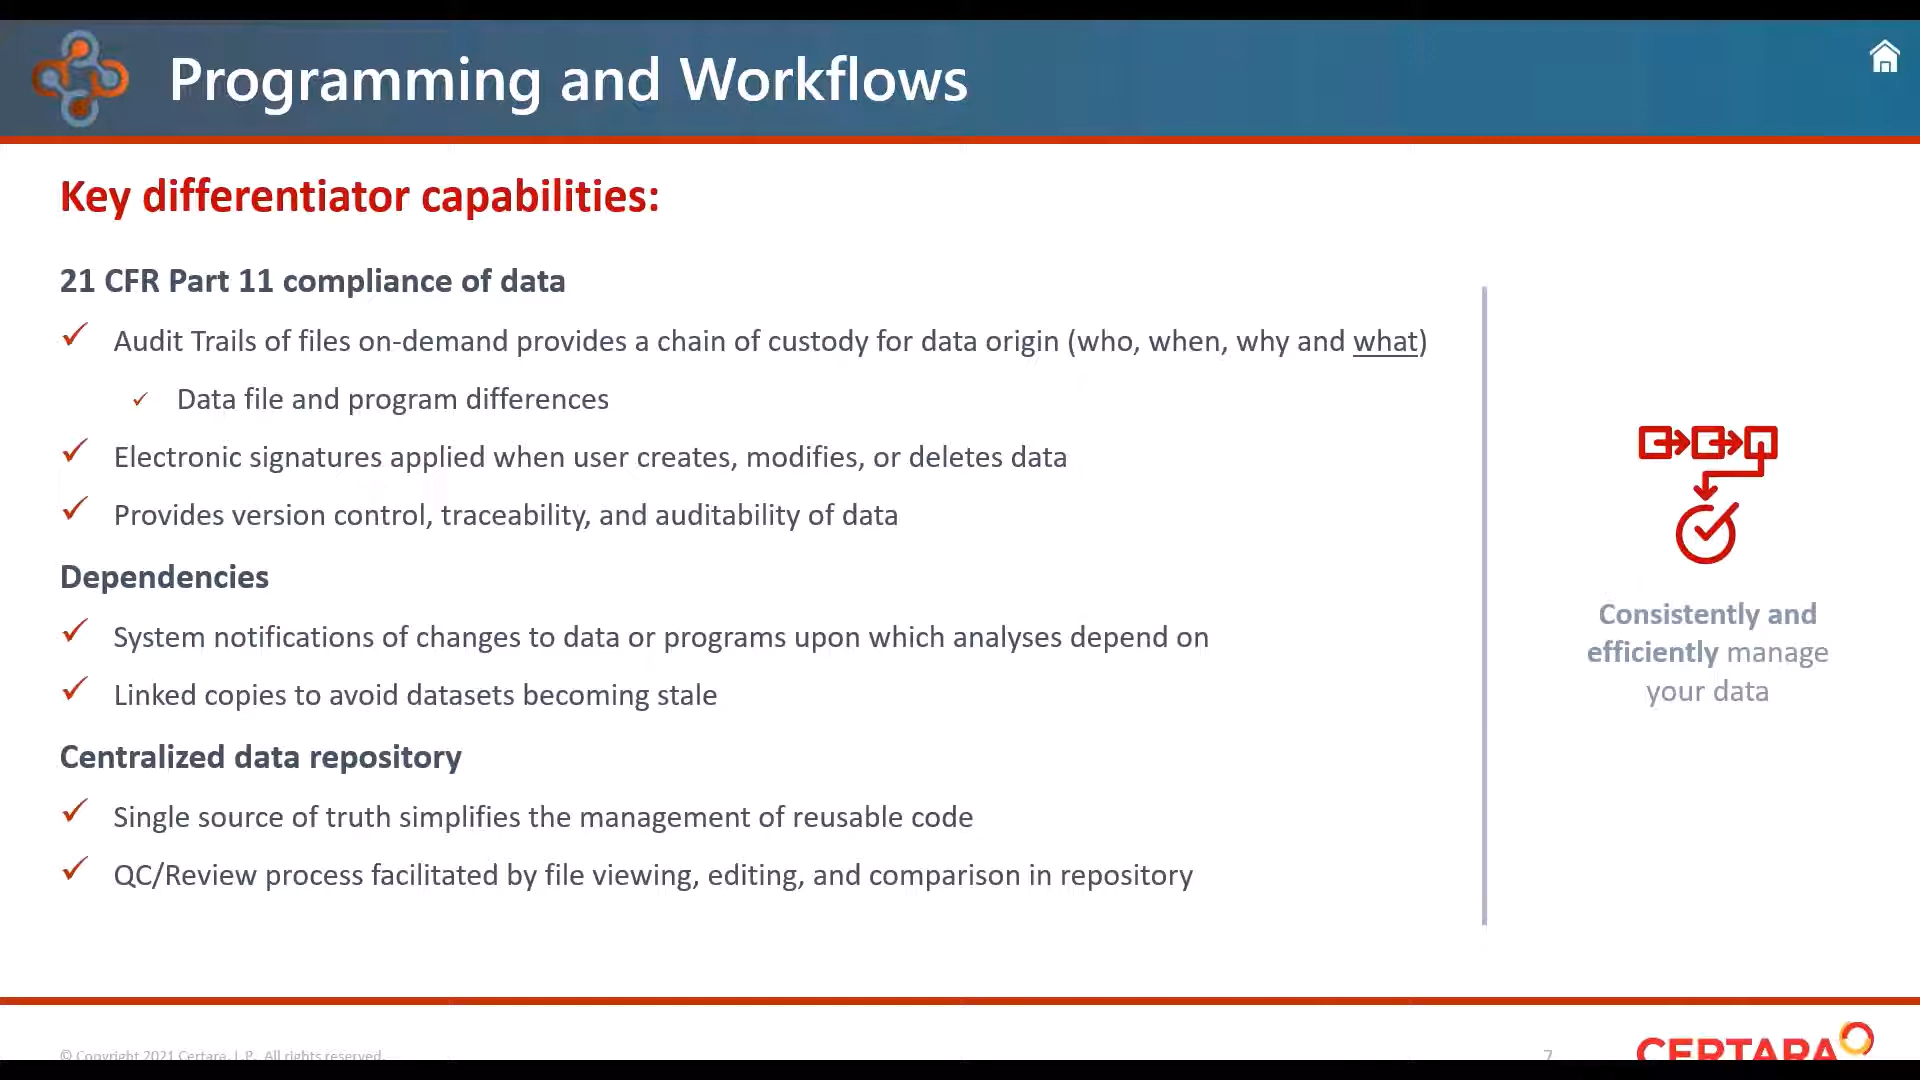 Programming and Workflows
Key differentiator capabilities:
21 CFR Part 11 compliance of data
Audit Trails of files on-demand provides a chain of custody for data origin (who, when, why and what)
Data file and program differences
Electronic signatures applied when user creates, modifies, or deletes data
Provides version control, traceability, and auditability of data
Dependencies
System notifications of changes to data or programs upon which analyses depend on
Linked copies to avoid datasets becoming stale
Centralized data repository
Single source of truth simplifies the management of reusable code
QC/Review process facilitated by file viewing, editing, and comparison in repository
Consistently and
efficiently manage
your data
© Copyright 2021 Certara, L.P. All rights reserved.
7
CERTARA